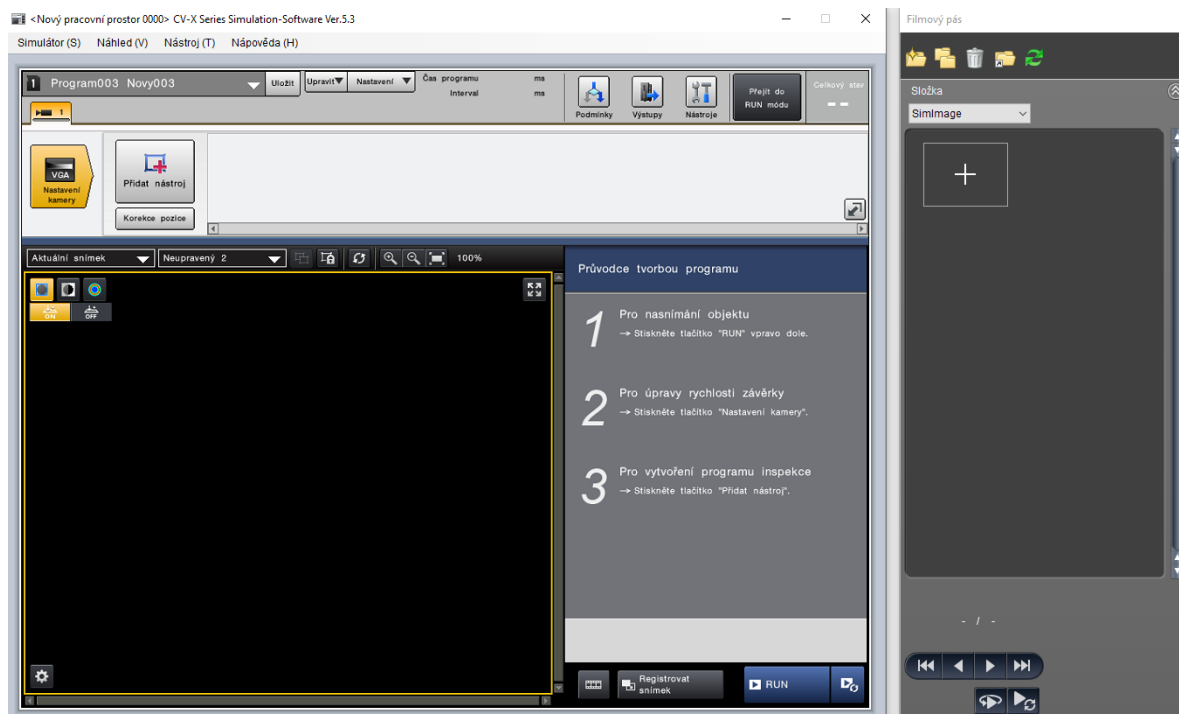 <Nový pracovní prostor 0000> CV-X Series Simulation-Software Ver.5.3
Simulátor (S) Náhled (V) Nástroj (T) Nápověda (H)
1 Program003 Novy003
Uložit
Upravit
Nastavení
Čas programu ms
Interval ms
Podmínky
Výstupy
Nástroje
Přejít do
RUN módu
Celkový stav
--
1
VGA
Nastavení
kamery
Přidat nástroj
Korekce pozice
Aktuální snímek
Neupravený 2
100%
ON
OFF
Průvodce tvorbou programu
1 Pro nasnímání objektu
→ Stiskněte tlačítko "RUN" vpravo dole.
2 Pro úpravy rychlosti závěrky
→ Stiskněte tlačítko "Nastavení kamery".
3 Pro vytvoření programu inspekce
→ Stiskněte tlačítko "Přidat nástroj".
Registrovat
snímek
RUN
Filmový pás
Složka
SimImage
- / -